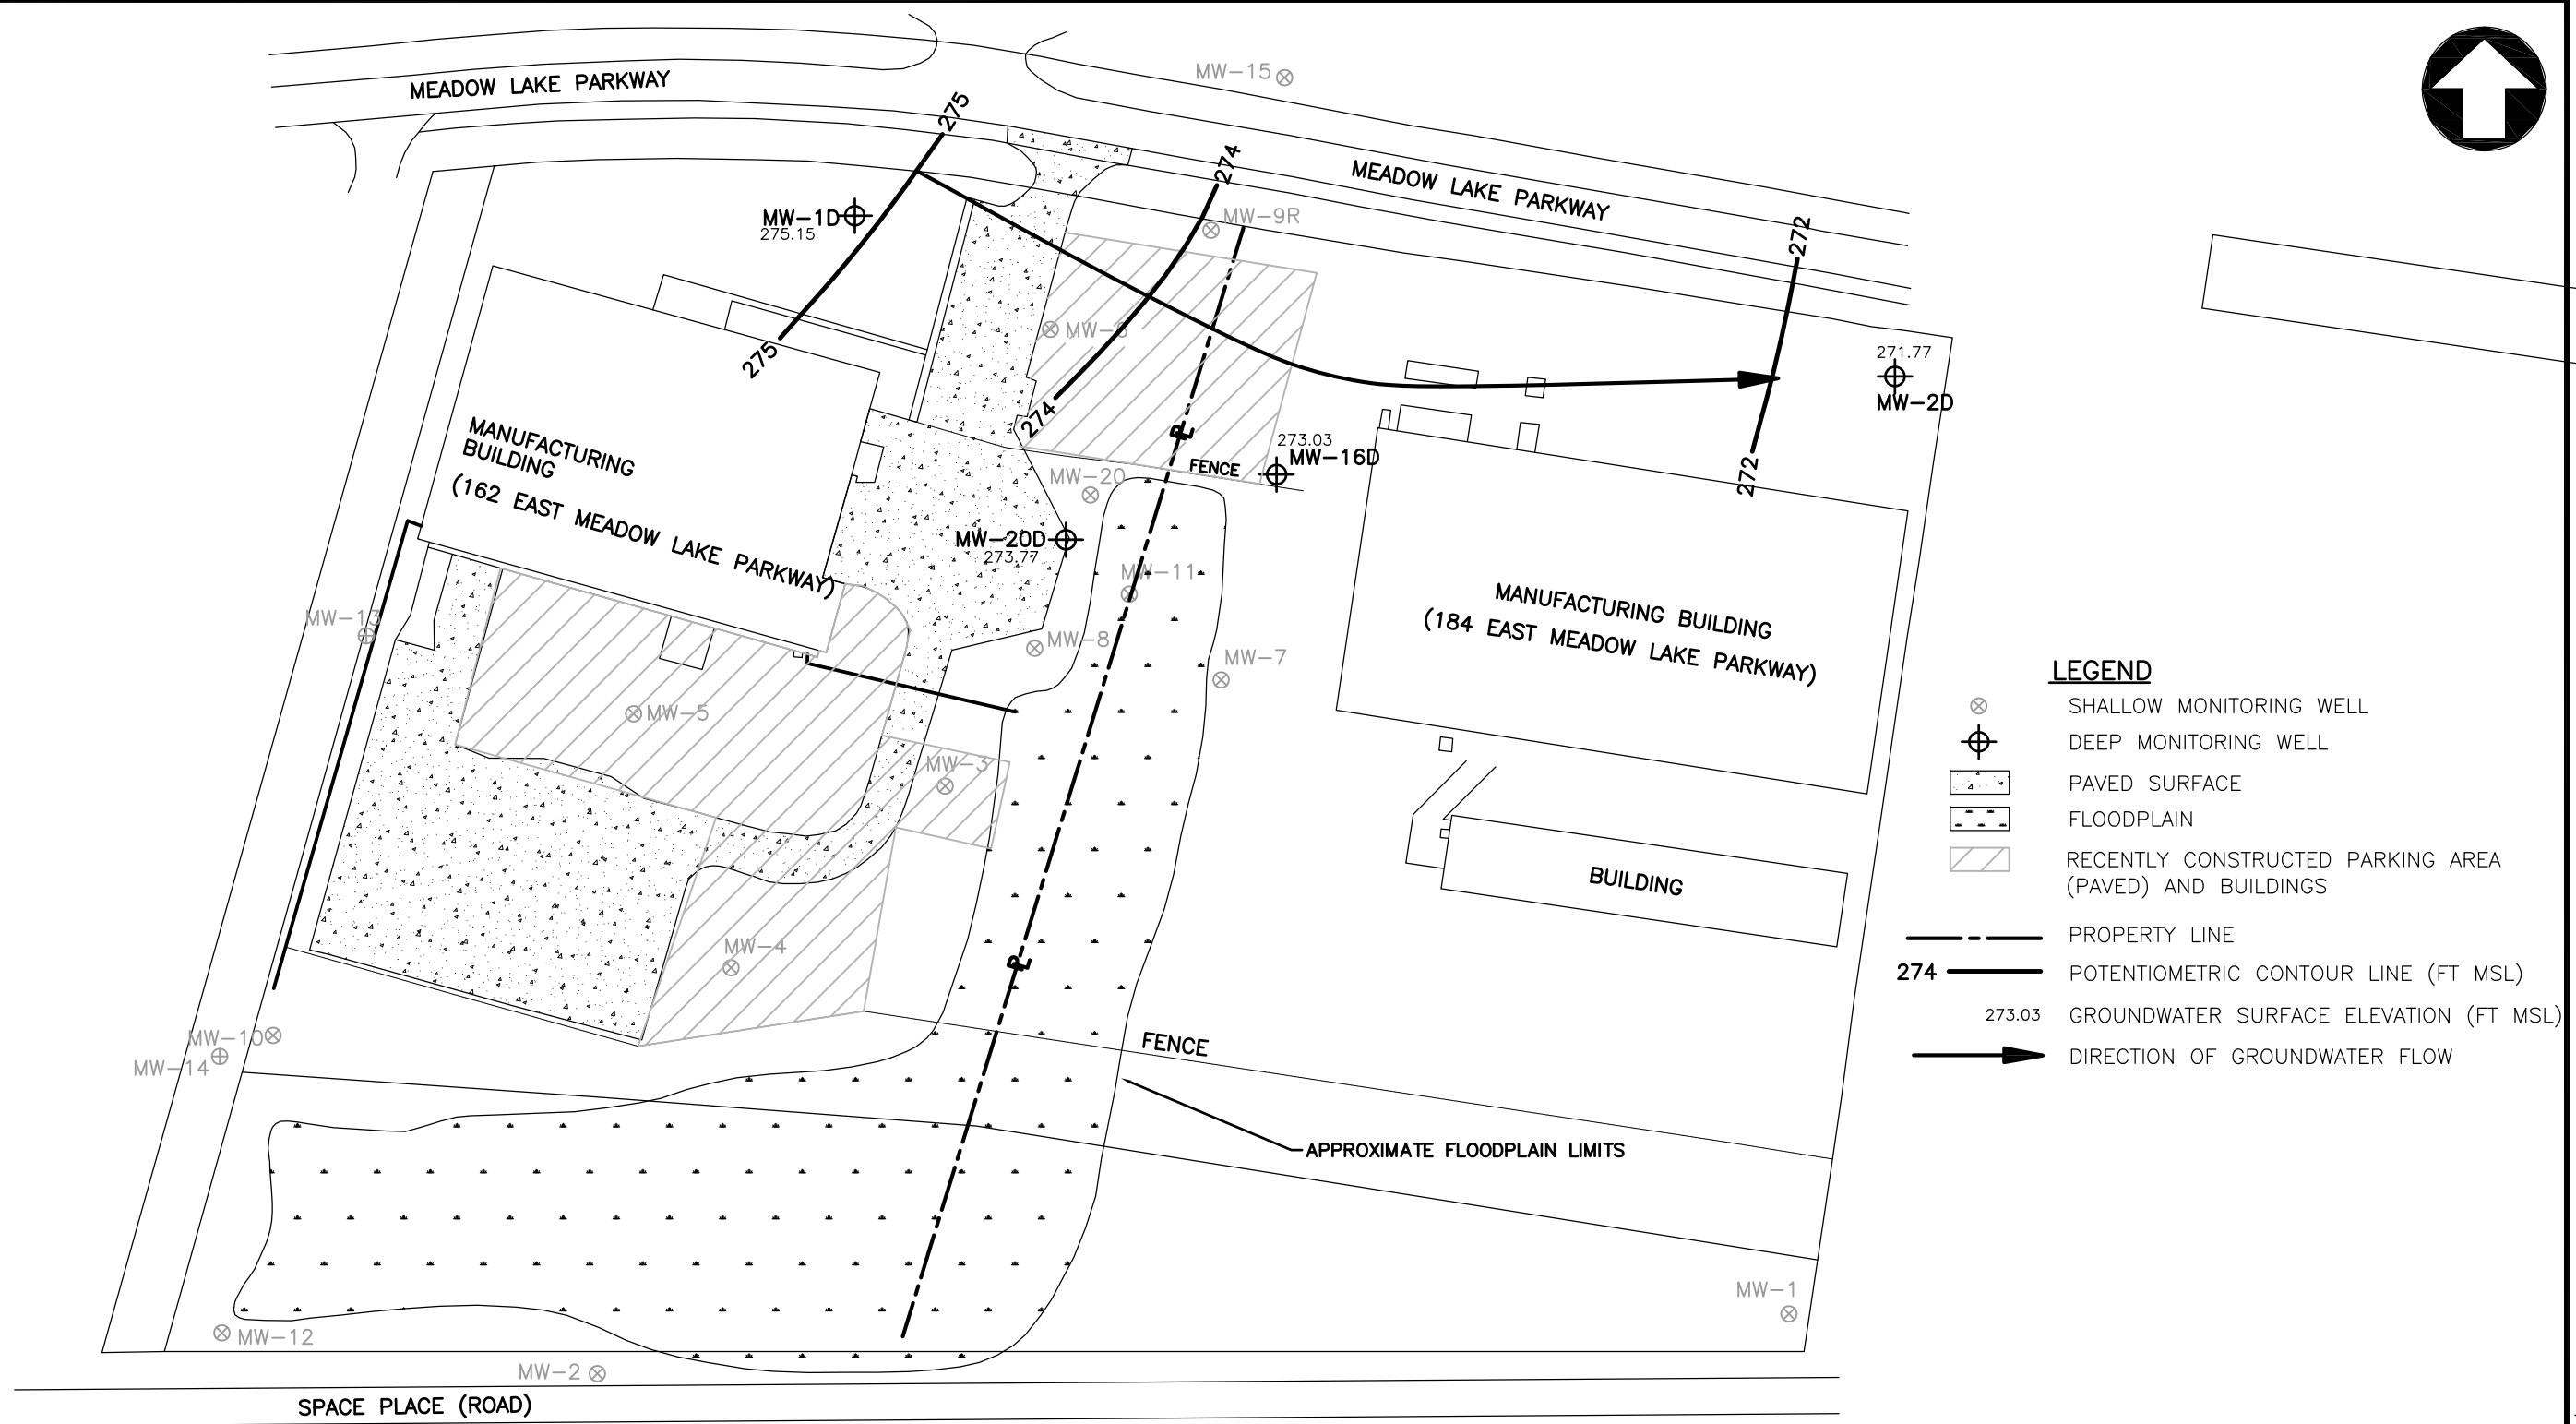 MEADOW LAKE PARKWAY
MW-15
275
274
MEADOW LAKE PARKWAY
MW-1D
275.15
MW-9R
272
275
271.77
MW-2D
274
273.03
MW-16D
FENCE
MW-20
272
MANUFACTURING
BUILDING
(162 EAST MEADOW LAKE PARKWAY)
MW-20D
273.77
MW-11
MW-13
MW-8
MW-7
MANUFACTURING BUILDING
(184 EAST MEADOW LAKE PARKWAY)
MW-5
MW-3
BUILDING
MW-4
MW-10
MW-14
FENCE
APPROXIMATE FLOODPLAIN LIMITS
MW-1
MW-12
MW-2
SPACE PLACE (ROAD)
LEGEND
SHALLOW MONITORING WELL
DEEP MONITORING WELL
PAVED SURFACE
FLOODPLAIN
RECENTLY CONSTRUCTED PARKING AREA
(PAVED) AND BUILDINGS
PROPERTY LINE
274 POTENTIOMETRIC CONTOUR LINE (FT MSL)
273.03 GROUNDWATER SURFACE ELEVATION (FT MSL)
DIRECTION OF GROUNDWATER FLOW